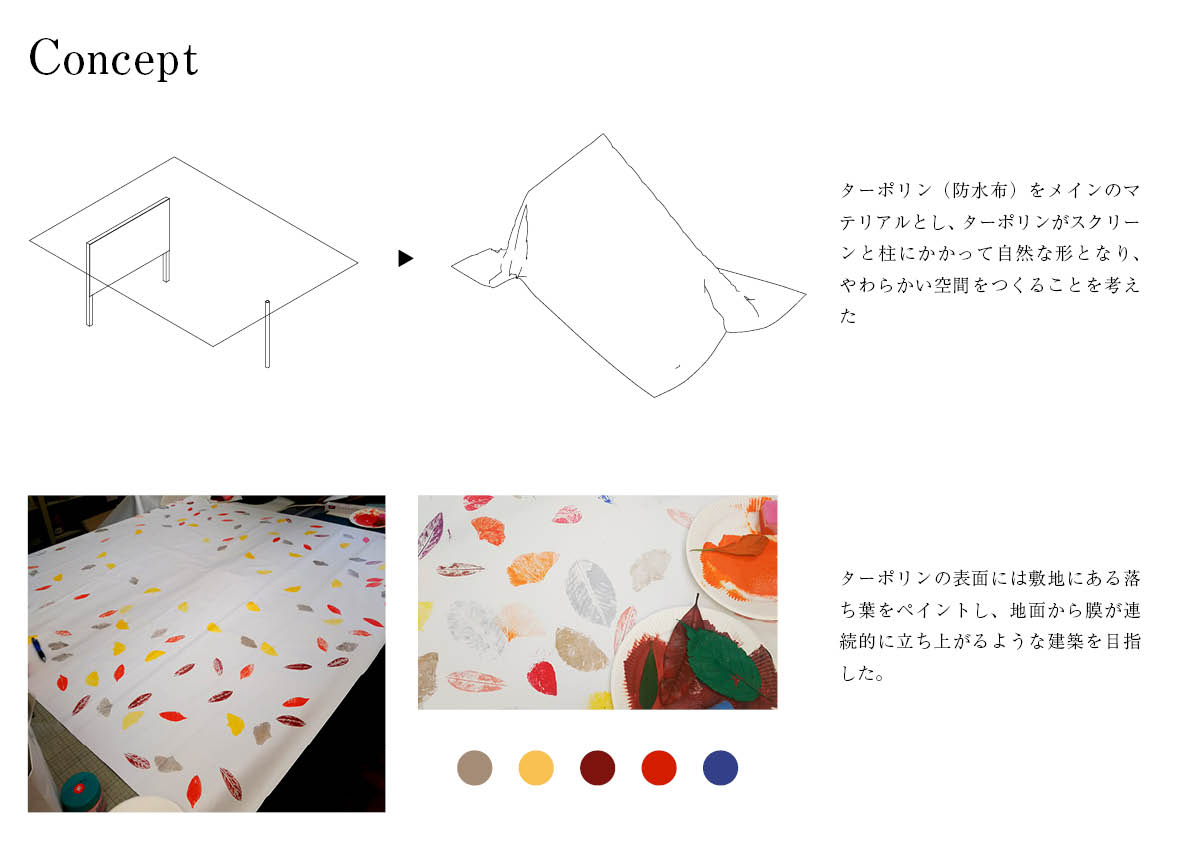 Concept
ターポリン（防水布）をメインのマ
テリアルとし、ターポリンがスクリー
ンと柱にかかって自然な形となり、
やわらかい空間をつくることを考え
た
ターポリンの表面には敷地にある落
ち葉をペイントし、地面から膜が連
続的に立ち上がるような建築を目指
した。